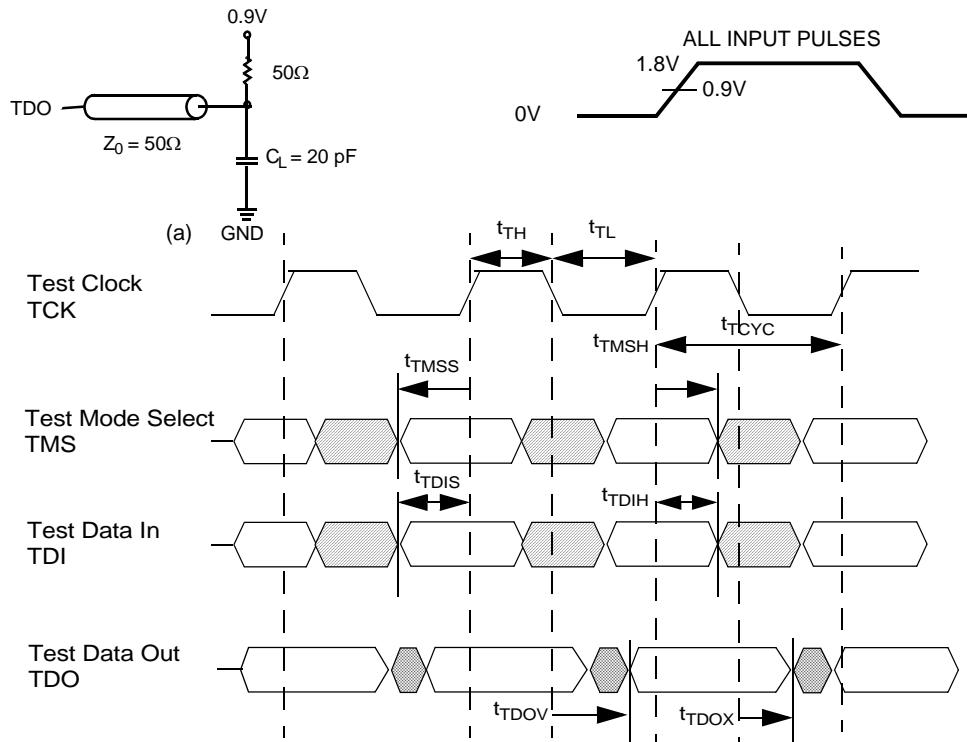 0.9V
ALL INPUT PULSES
50Ω
1.8V
0.9V
TDO
0V
Z0 = 50Ω
CL = 20 pF
(a)
GND
tTH
tTL
Test Clock
TCK
tTCYC
tTMSH
tTMSS
Test Mode Select
TMS
tTDIS
tTDIH
Test Data In
TDI
Test Data Out
TDO
tTDOV
tTDOX